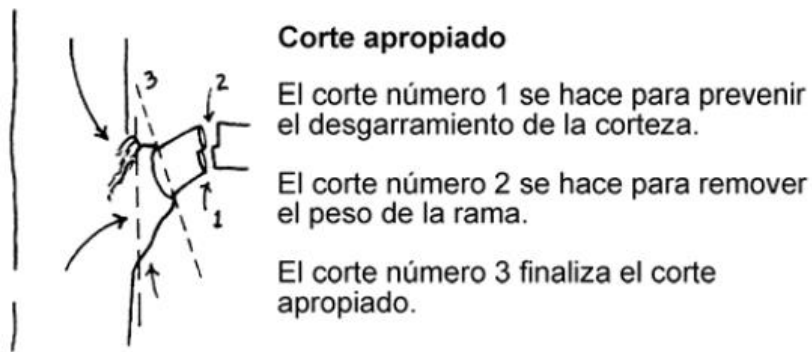 3
2
1
Corte apropiado
El corte número 1 se hace para prevenir
el desgarramiento de la corteza.
El corte número 2 se hace para remover
el peso de la rama.
El corte número 3 finaliza el corte
apropiado.